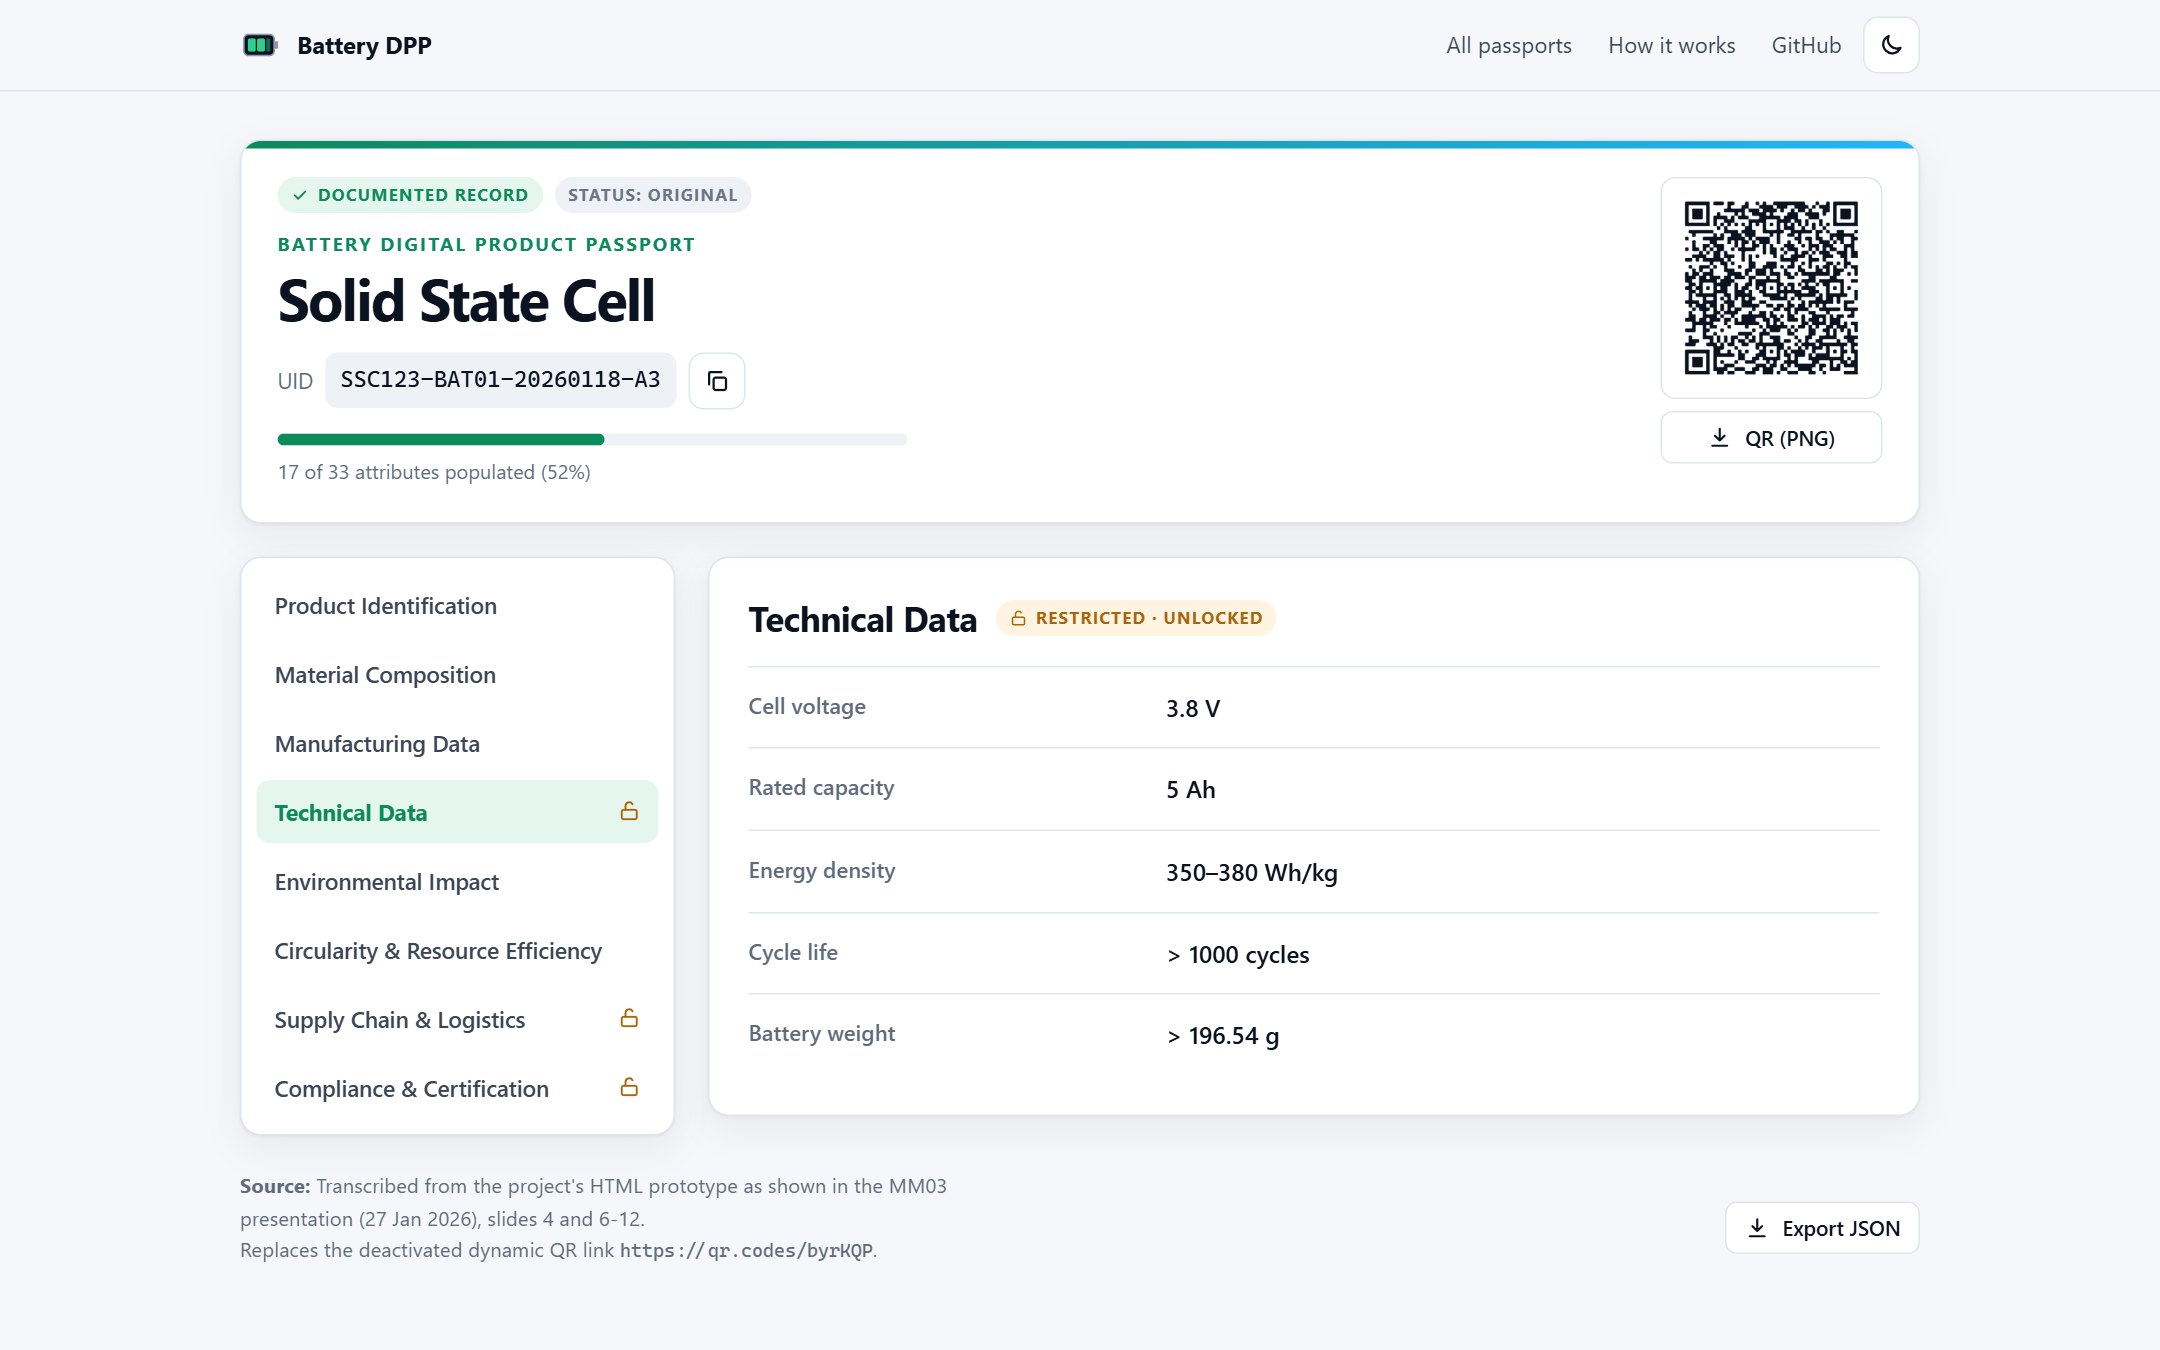 Battery DPP
All passports
How it works
GitHub
DOCUMENTED RECORD
STATUS: ORIGINAL
BATTERY DIGITAL PRODUCT PASSPORT
Solid State Cell
UID SSC123-BAT01-20260118-A3
17 of 33 attributes populated (52%)
QR (PNG)
Product Identification
Material Composition
Manufacturing Data
Technical Data
Environmental Impact
Circularity & Resource Efficiency
Supply Chain & Logistics
Compliance & Certification
Technical Data RESTRICTED · UNLOCKED
Cell voltage 3.8 V
Rated capacity 5 Ah
Energy density 350–380 Wh/kg
Cycle life > 1000 cycles
Battery weight > 196.54 g
Source: Transcribed from the project's HTML prototype as shown in the MM03
presentation (27 Jan 2026), slides 4 and 6-12.
Replaces the deactivated dynamic QR link https://qr.codes/byrKQP.
Export JSON